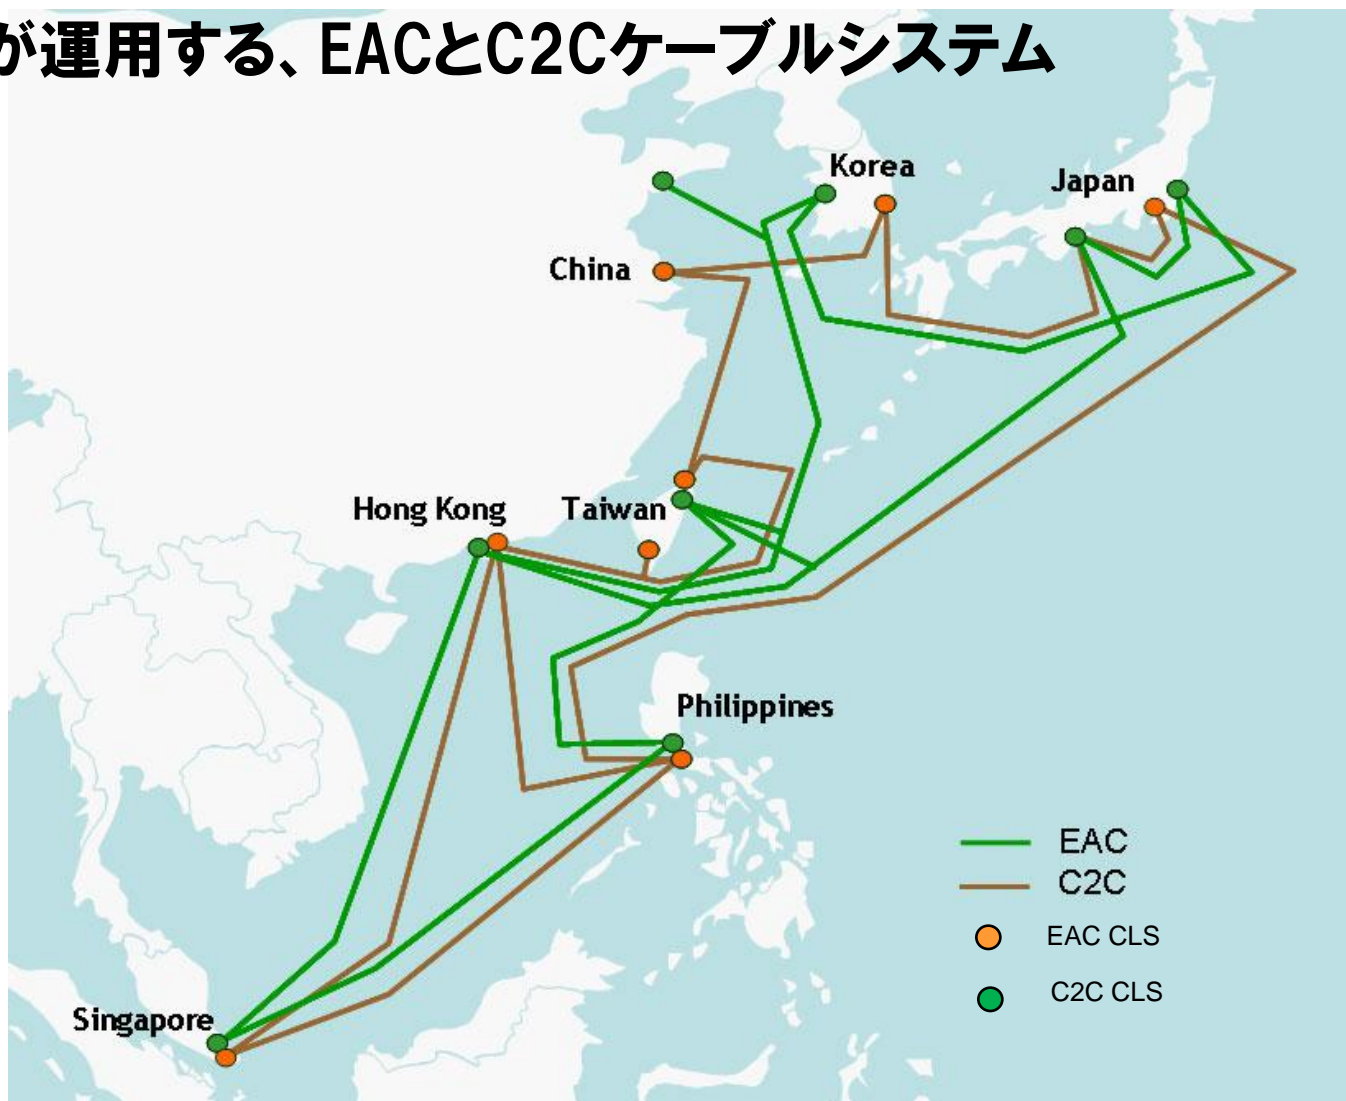 が運用する、EACとC2Cケーブルシステム
Korea
Japan
China
Hong Kong
Taiwan
Philippines
EAC
C2C
EAC CLS
C2C CLS
Singapore